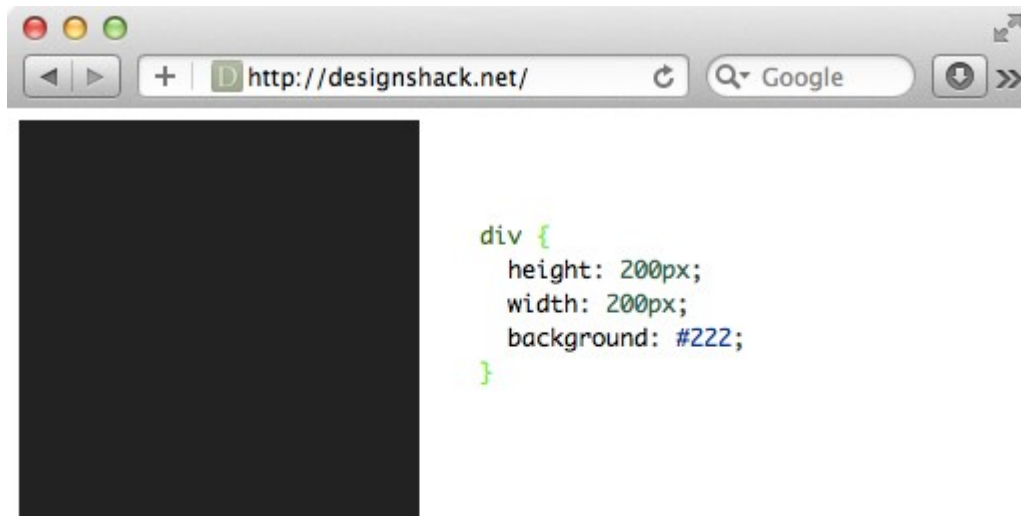 http://designshack.net/
Google
div {
height: 200px;
width: 200px;
background: #222;
}